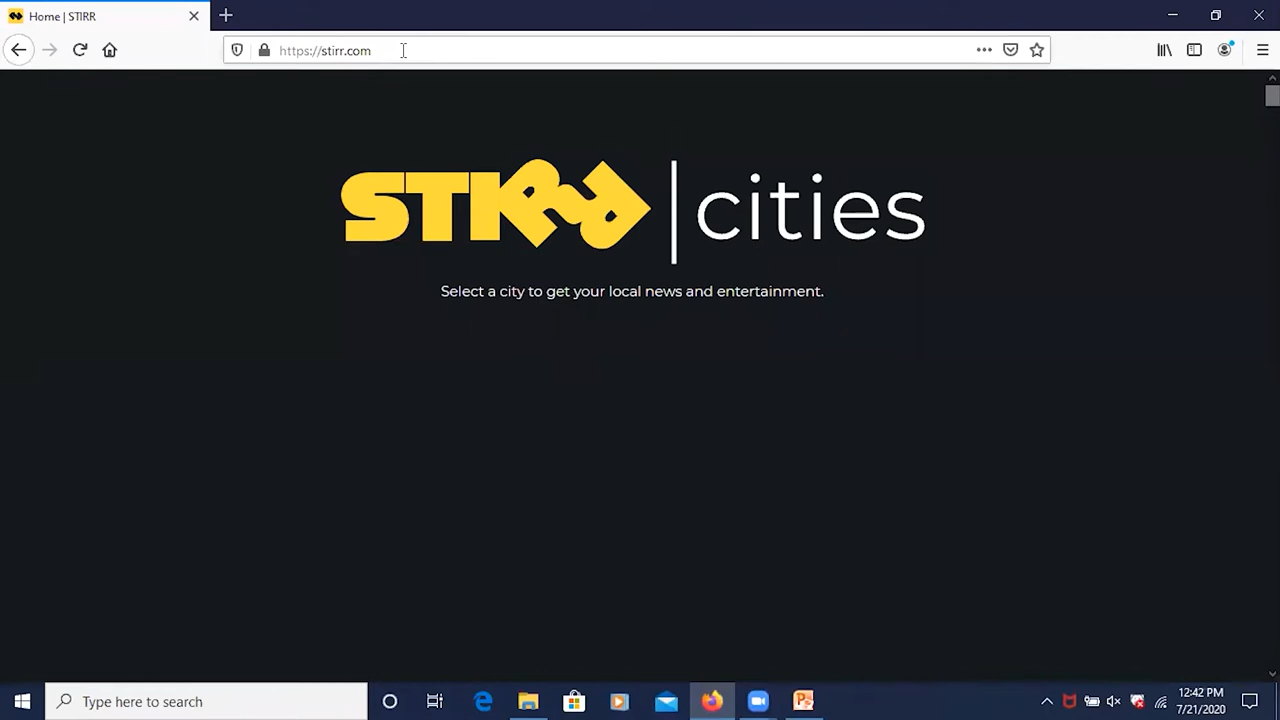 Home | STIRR
https://stirr.com
STIRR | cities
Select a city to get your local news and entertainment.
Type here to search
12:42 PM
7/21/2020